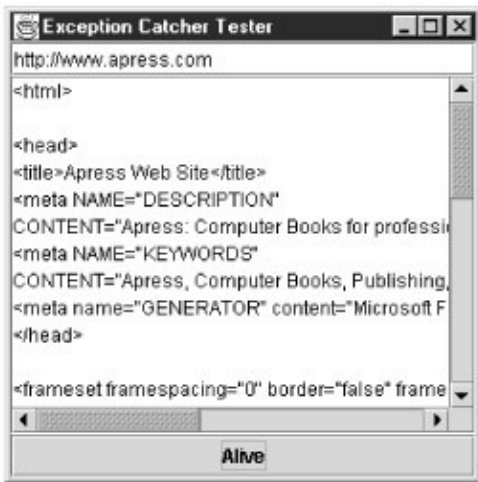 Exception Catcher Tester
http://www.apress.com
<html>
<head>
<title>Apress Web Site</title>
<meta NAME="DESCRIPTION"
CONTENT="Apress: Computer Books for professi
<meta NAME="KEYWORDS"
CONTENT="Apress, Computer Books, Publishing,
<meta name="GENERATOR" content="Microsoft F
</head>
<frameset framespacing="0" border="false" frame
Alive